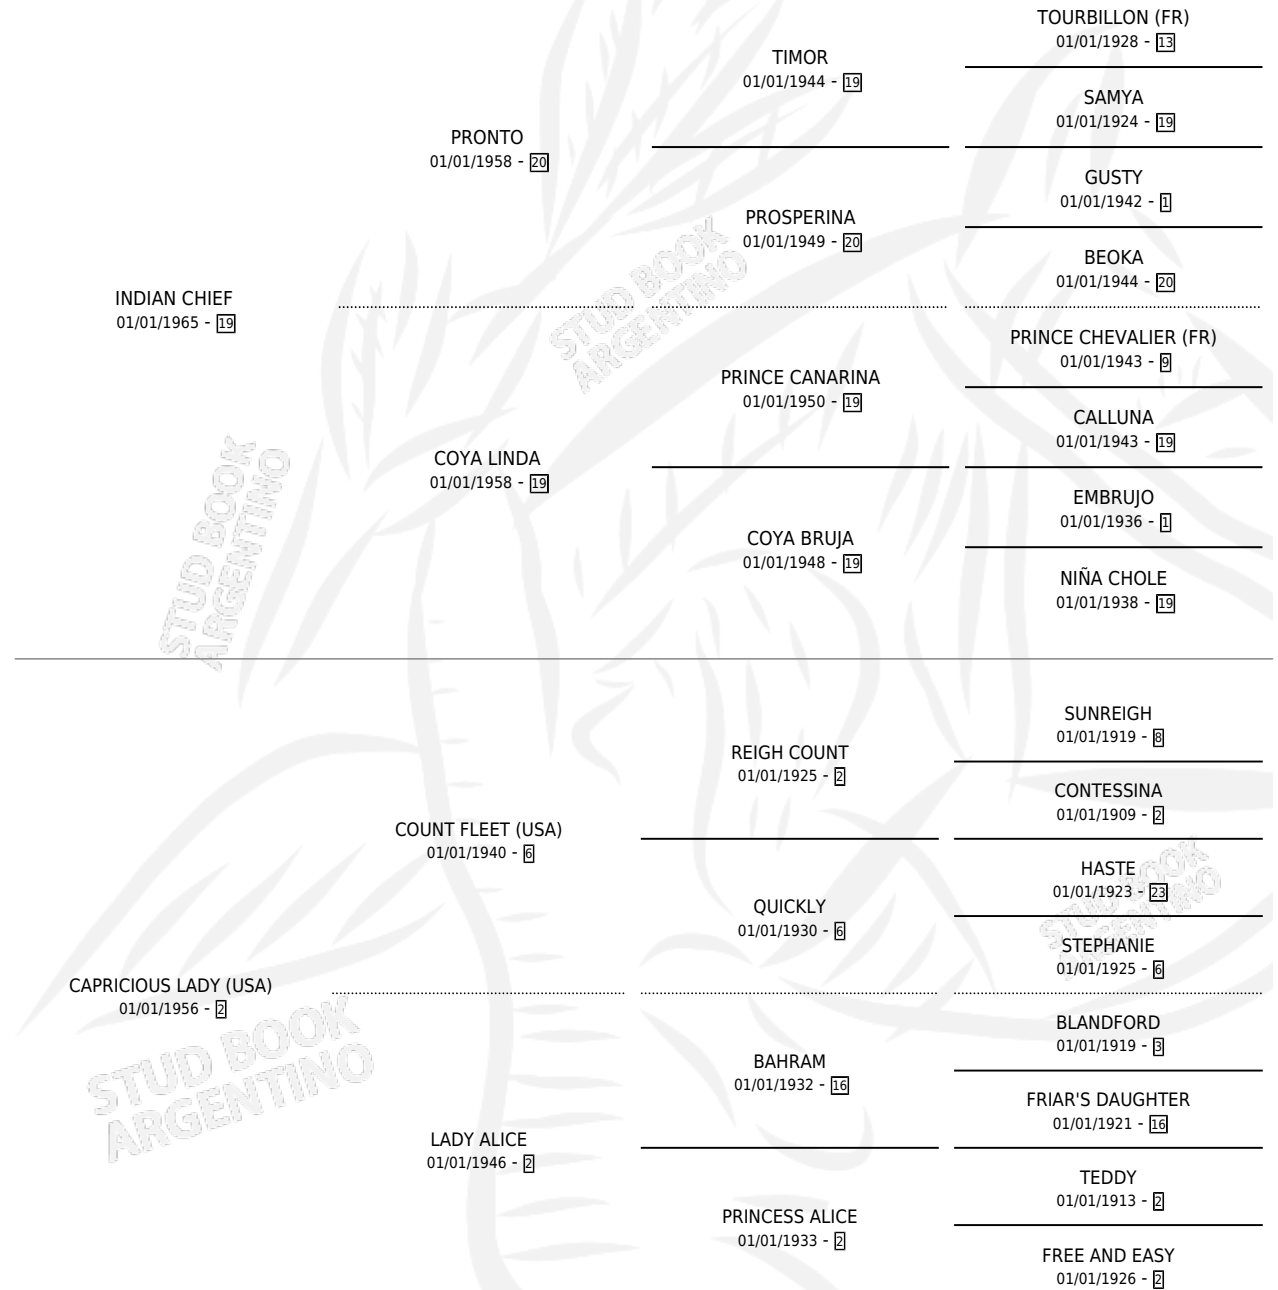 TOURBILLON (FR)
01/01/1928 - 13
TIMOR
01/01/1944 - 19
SAMYA
01/01/1924 - 19
PRONTO
01/01/1958 - 20
GUSTY
01/01/1942 - 1
PROSPERINA
01/01/1949 - 20
BEOKA
01/01/1944 - 20
INDIAN CHIEF
01/01/1965 - 19
STUD BOOK
ARGENTINO
PRINCE CHEVALIER (FR)
01/01/1943 - 9
PRINCE CANARINA
01/01/1950 - 19
CALLUNA
01/01/1943 - 19
COYA LINDA
01/01/1958 - 19
EMBRUJO
01/01/1936 - 1
COYA BRUJA
01/01/1948 - 19
NIÑA CHOLE
01/01/1938 - 19
STUD BOOK
ARGENTINO
SUNREIGH
01/01/1919 - 8
REIGH COUNT
01/01/1925 - 2
CONTESSINA
01/01/1909 - 2
COUNT FLEET (USA)
01/01/1940 - 6
HASTE
01/01/1923 - 23
QUICKLY
01/01/1930 - 6
STUD BOOK
ARGENTINO
STEPHANIE
01/01/1925 - 6
CAPRICIOUS LADY (USA)
01/01/1956 - 2
STUD BOOK
ARGENTINO
BLANDFORD
01/01/1919 - 3
BAHRAM
01/01/1932 - 16
FRIAR'S DAUGHTER
01/01/1921 - 16
LADY ALICE
01/01/1946 - 2
TEDDY
01/01/1913 - 2
PRINCESS ALICE
01/01/1933 - 2
FREE AND EASY
01/01/1926 - 2